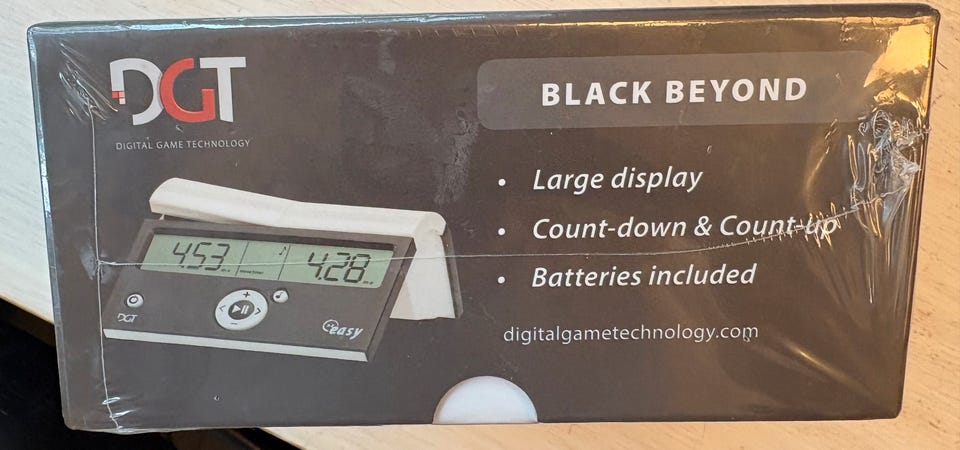 DGT
DIGITAL GAME TECHNOLOGY
BLACK BEYOND
• Large display
• Count-down & Count-up
• Batteries included
digitalgametechnology.com
4.53
4.28
DGT
easy